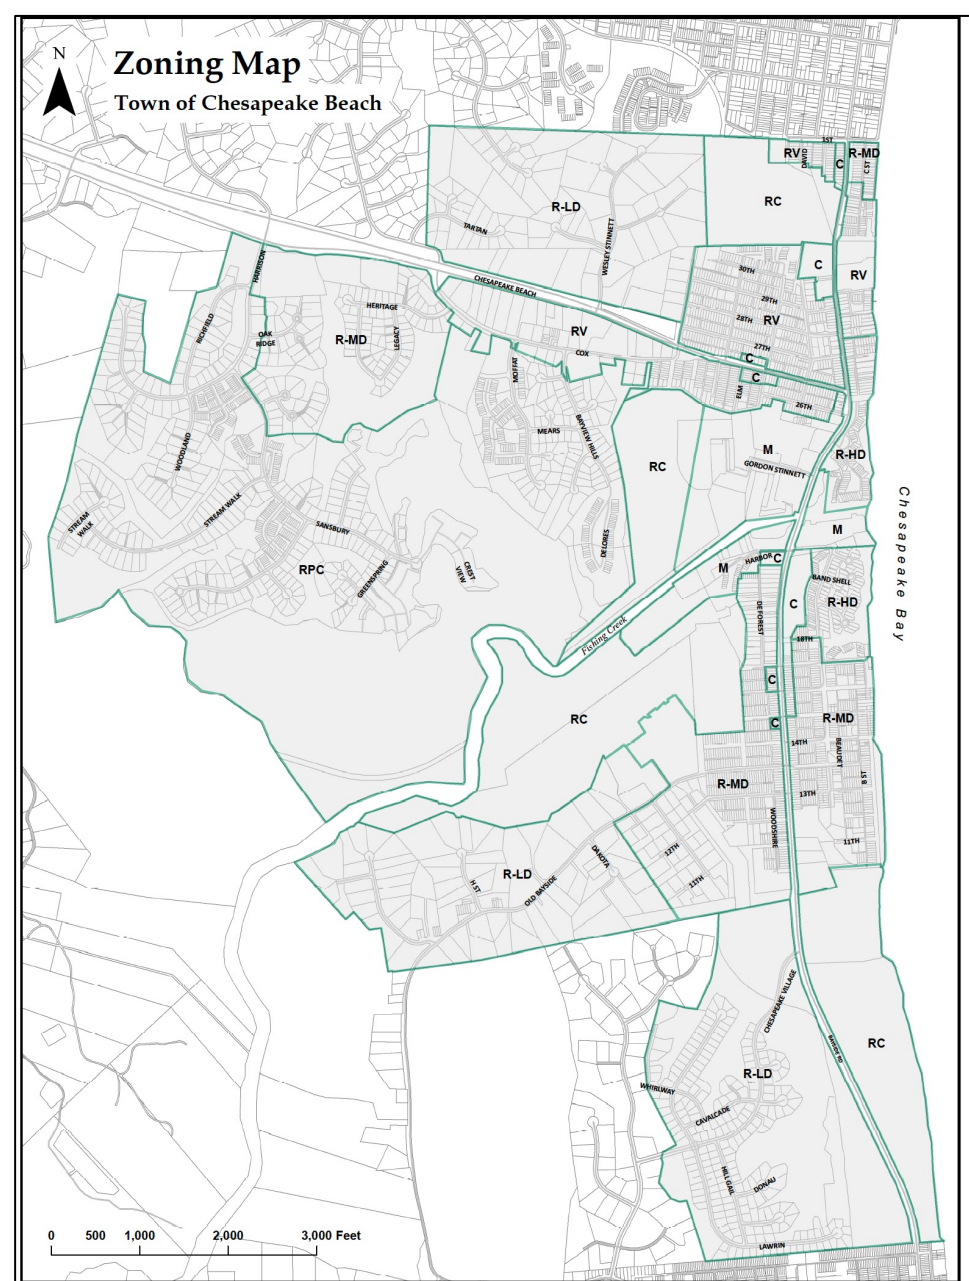 N
Zoning Map
Town of Chesapeake Beach
1ST
RV
DAVID
C
R-MD
C ST
R-LD
RC
TARTAN
WESLEY STINNETT
HARRISON
30TH
C
RV
CHESAPEAKE BEACH
29TH
HERITAGE
28TH
RV
RICHFIELD
OAK
RIDGE
R-MD
LEGACY
RV
27TH
COX
C
MOFFAT
C
ELM
26TH
MEARS
BAYVIEW HILLS
WOODLAND
M
R-HD
RC
GORDON STINNETT
STREAM WALK
STREAM
WALK
SANSBURY
M
DELORES
HARBOR
C
RPC
GREENSPRING
CREST
VIEW
M
BAND SHELL
C
R-HD
DE FOREST
Chesapeake Bay
Fishing Creek
18TH
C
RC
C
R-MD
14TH
BEAUDET
1ST B
R-MD
13TH
WOODSHIRE
11TH
12TH
DAKOTA
R-LD
H ST
OLD BAYSIDE
11TH
CHESAPEAKE VILLAGE
BAYSIDE RD
RC
R-LD
WHIRLWAY
CAVALCADE
HILL GAIL
DONAU
LAWRIN
0 500 1,000 2,000 3,000 Feet